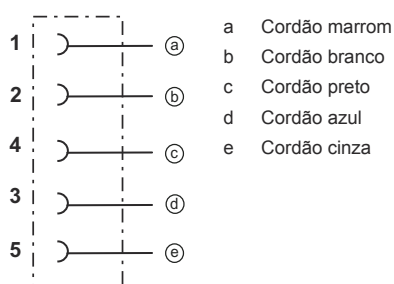 1 ⓐ
2 ⓑ
4 ⓒ
3 ⓓ
5 ⓔ
a Cordão marrom
b Cordão branco
c Cordão preto
d Cordão azul
e Cordão cinza